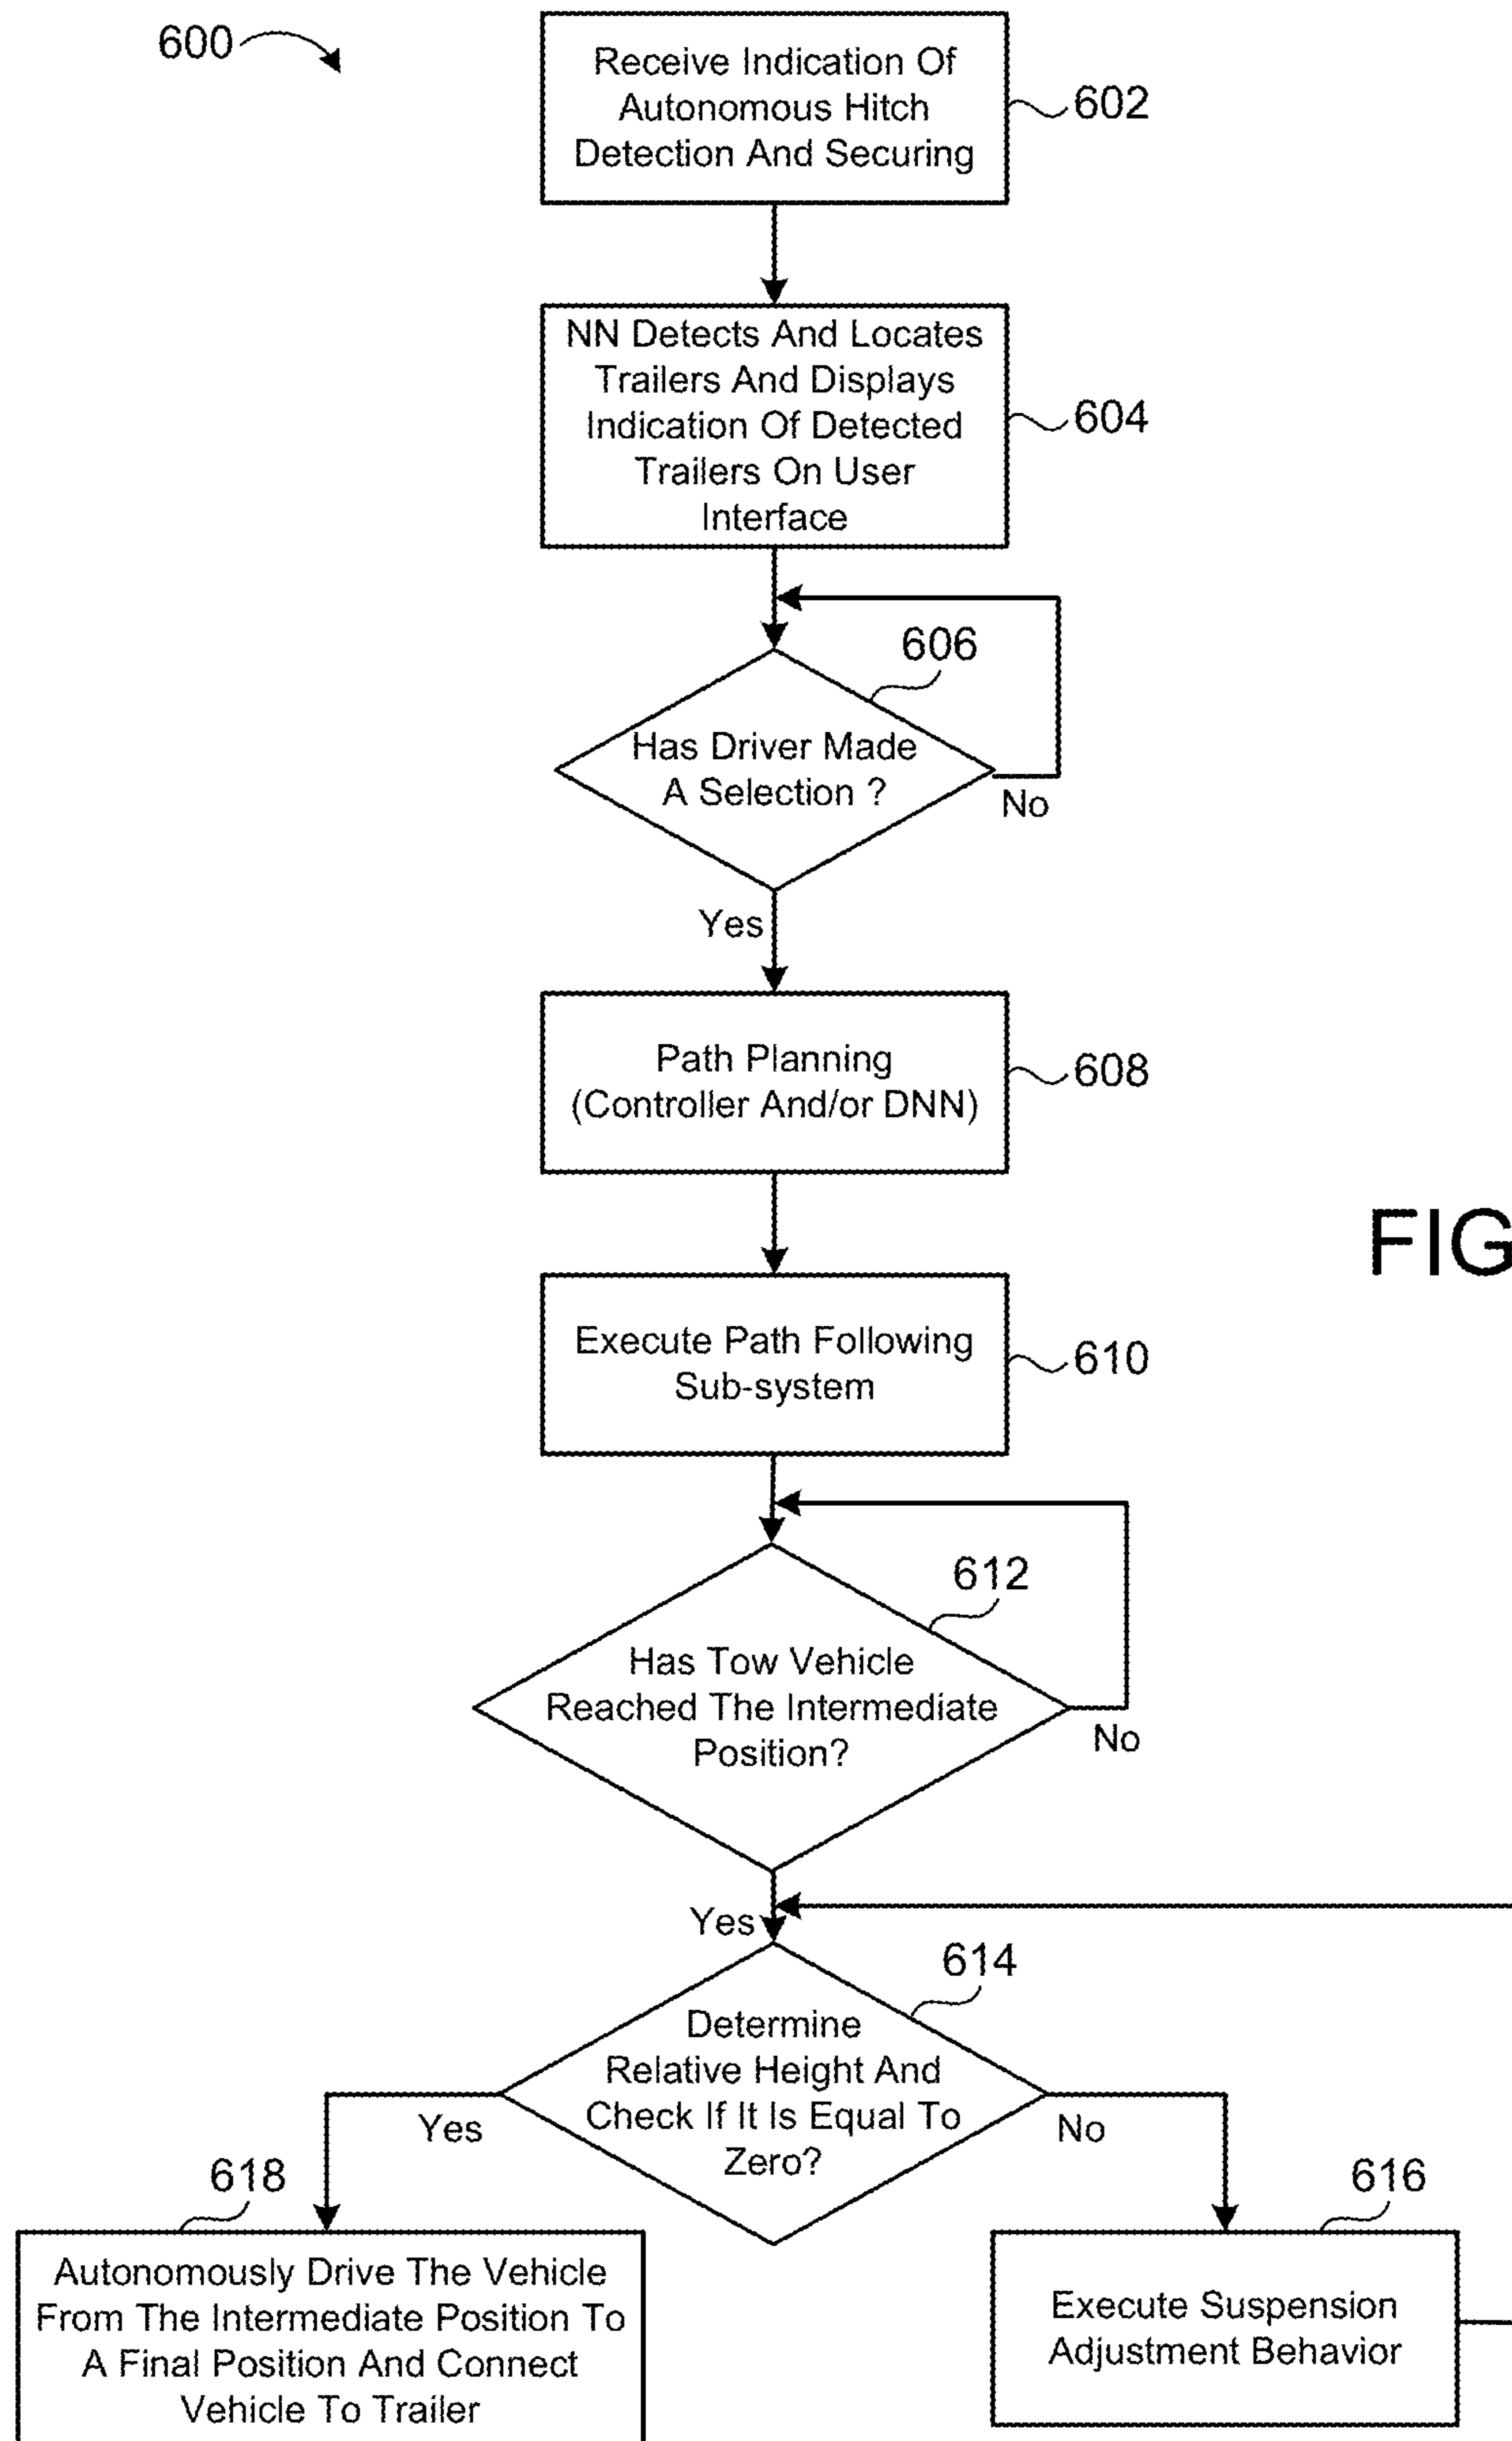 600
Receive Indication Of
Autonomous Hitch
Detection And Securing
602
NN Detects And Locates
Trailers And Displays
Indication Of Detected
Trailers On User
Interface
604
606
Has Driver Made
A Selection ?
No
Yes
Path Planning
(Controller And/or DNN)
608
FIG
Execute Path Following
Sub-system
610
612
Has Tow Vehicle
Reached The Intermediate
Position?
No
Yes
614
Determine
Relative Height And
Check If It Is Equal To
Zero?
Yes
No
618
616
Autonomously Drive The Vehicle
From The Intermediate Position To
A Final Position And Connect
Vehicle To Trailer
Execute Suspension
Adjustment Behavior